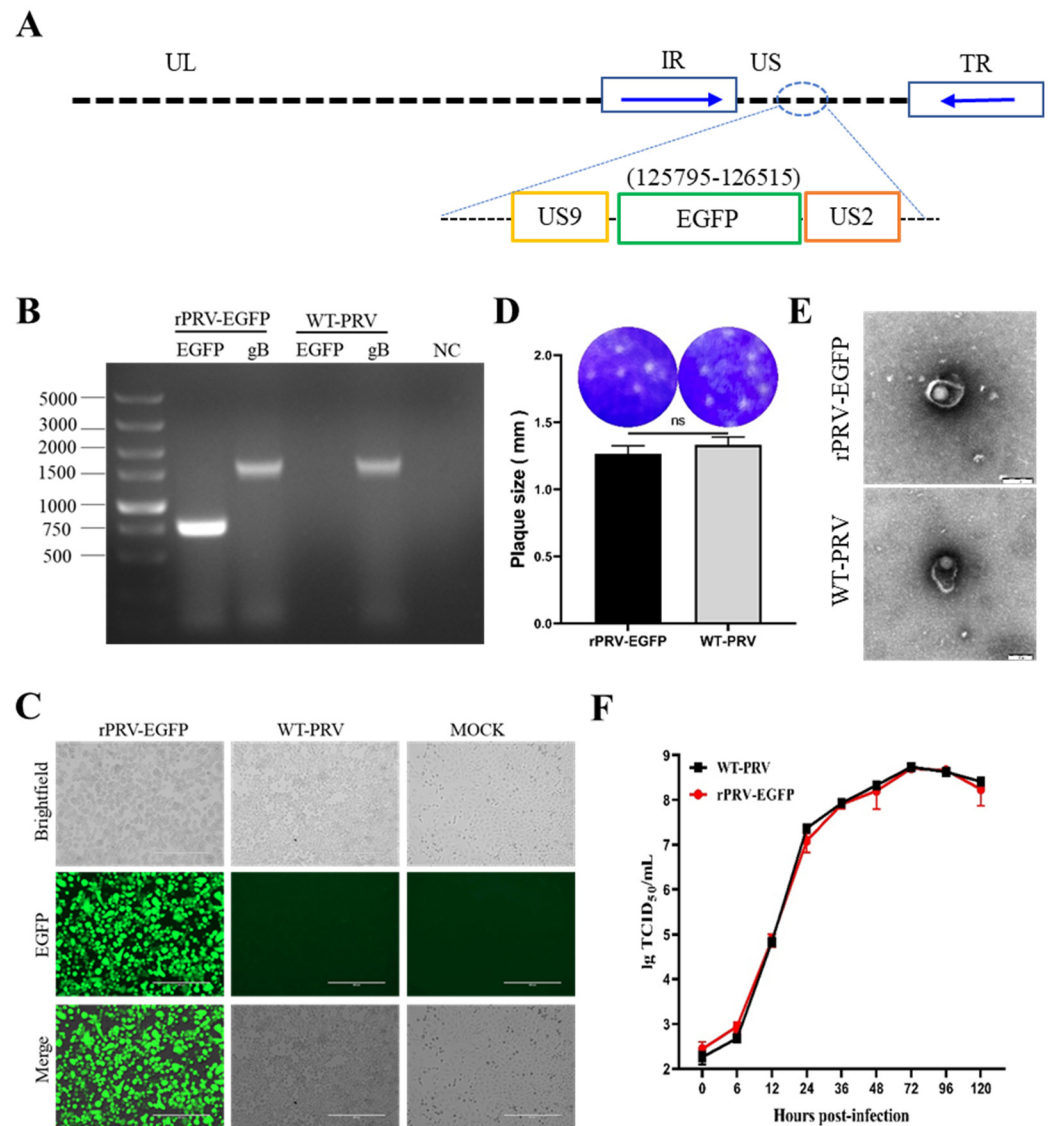 A
UL
IR
US
TR
(125795-126515)
US9
EGFP
US2
B
rPRV-EGFP
WT-PRV
EGFP
gB
EGFP
gB
NC
5000
3000
2000
1500
1000
750
500
C
rPRV-EGFP
WT-PRV
MOCK
Brightfield
EGFP
Merge
D
2.0
1.5
1.0
0.5
0.0
Plaque size ( mm )
ns
rPRV-EGFP
WT-PRV
E
rPRV-EGFP
WT-PRV
F
9
8
7
6
5
4
3
2
lg TCID50/mL
WT-PRV
rPRV-EGFP
0 6 12 24 36 48 72 96 120
Hours post-infection